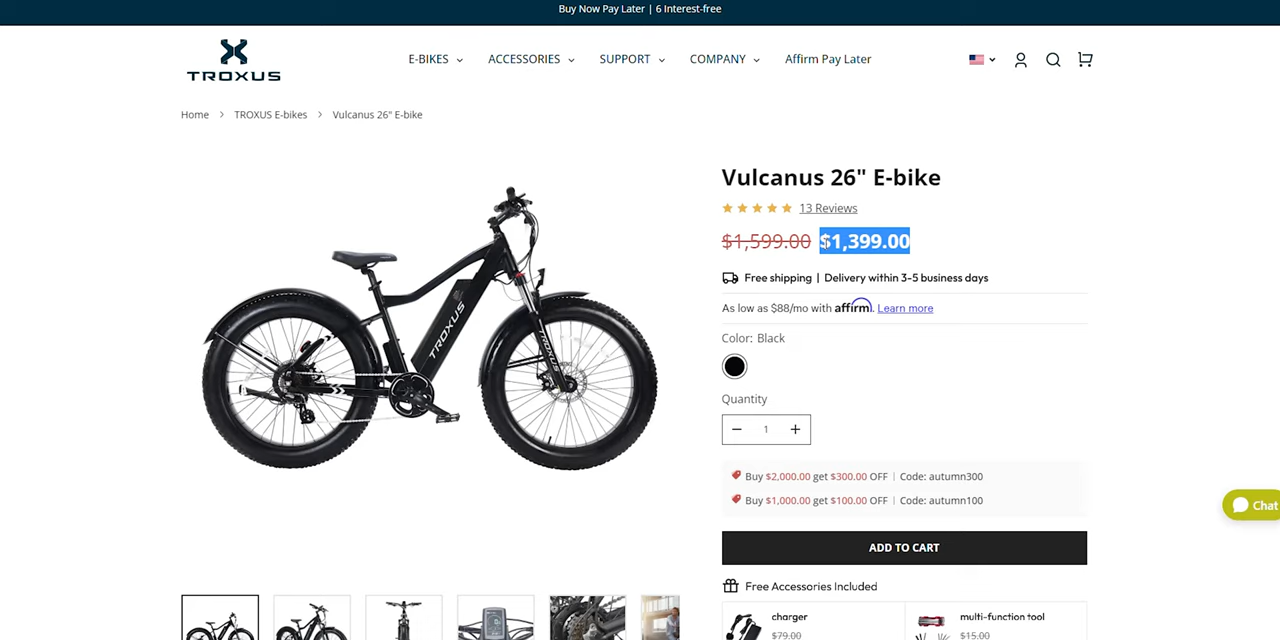 Buy Now Pay Later | 6 Interest-free
TROXUS
E-BIKES
ACCESSORIES
SUPPORT
COMPANY
Affirm Pay Later
Home > TROXUS E-bikes > Vulcanus 26" E-bike
Vulcanus 26" E-bike
13 Reviews
$1,599.00 $1,399.00
Free shipping | Delivery within 3-5 business days
As low as $88/mo with affirm. Learn more
Color: Black
Quantity
− 1 +
Buy $2,000.00 get $300.00 OFF | Code: autumn300
Buy $1,000.00 get $100.00 OFF | Code: autumn100
Chat
ADD TO CART
Free Accessories Included
charger
$79.00
multi-function tool
$15.00
TROXUS
TROXUS